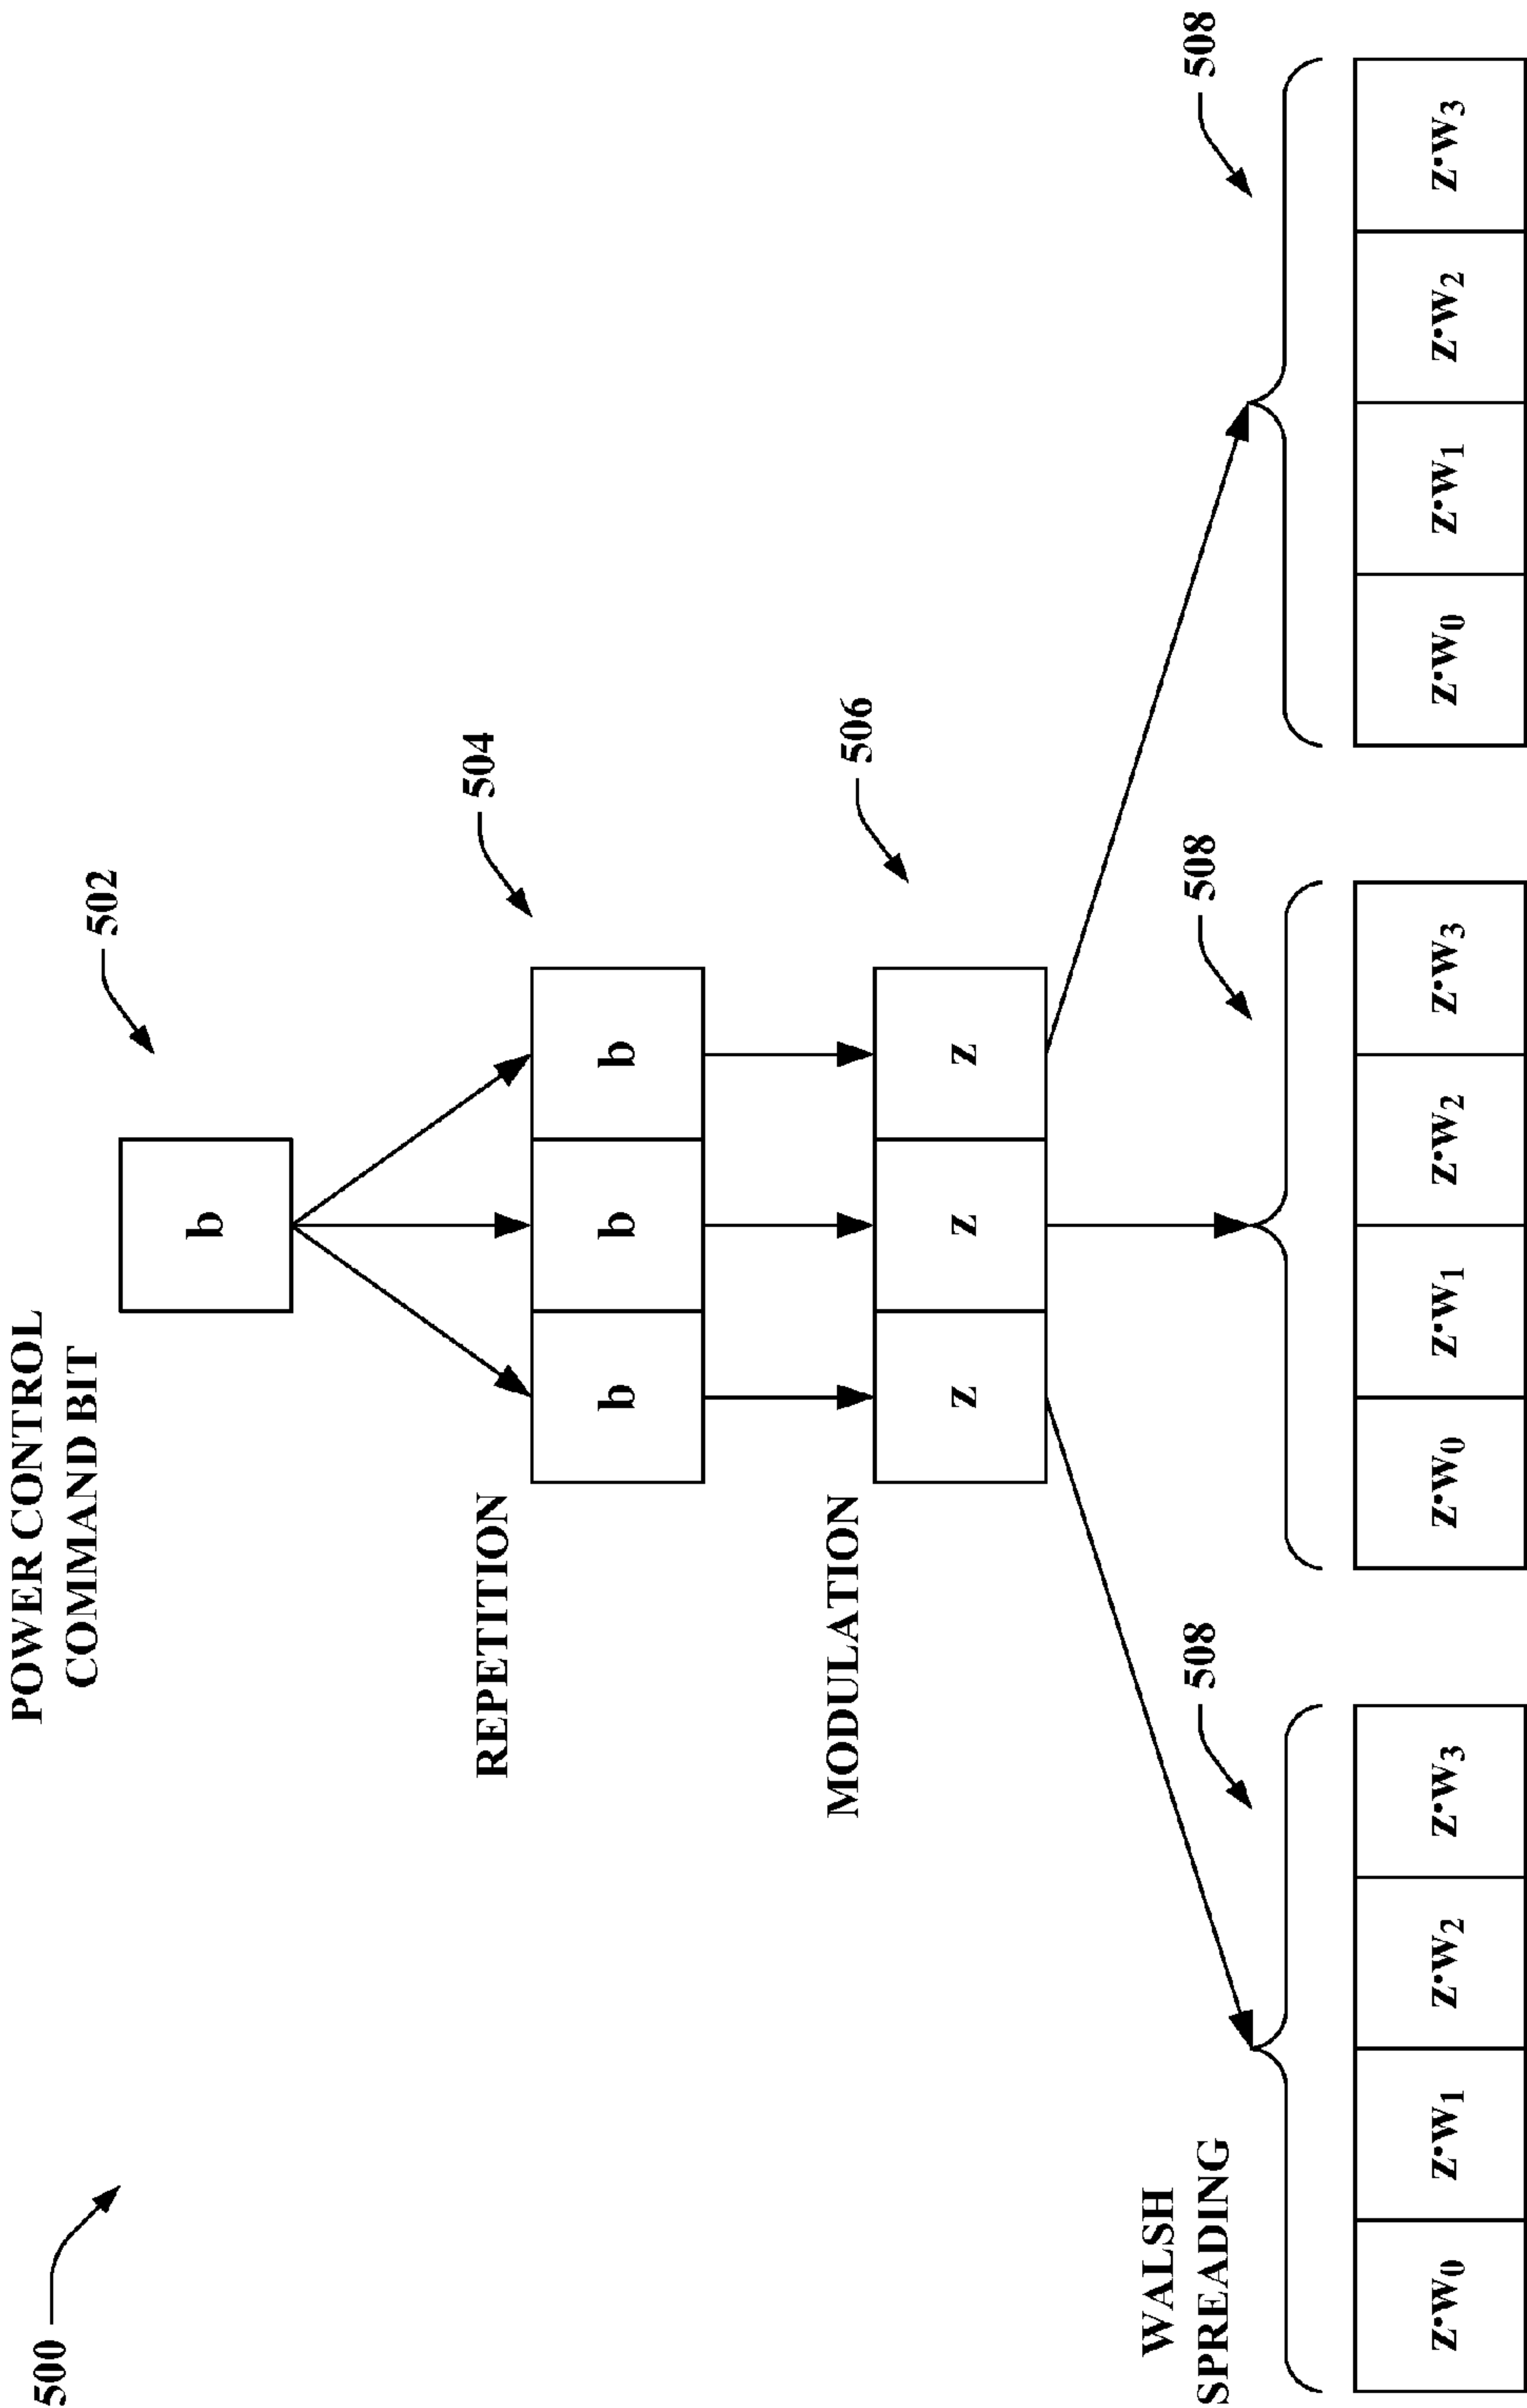 500
POWER CONTROL
COMMAND BIT
502
b
REPETITION
504
b b b
MODULATION
506
z z z
WALSH
SPREADING
508 508 508
z·w₀ z·w₁ z·w₂ z·w₃ z·w₀ z·w₁ z·w₂ z·w₃ z·w₀ z·w₁ z·w₂ z·w₃